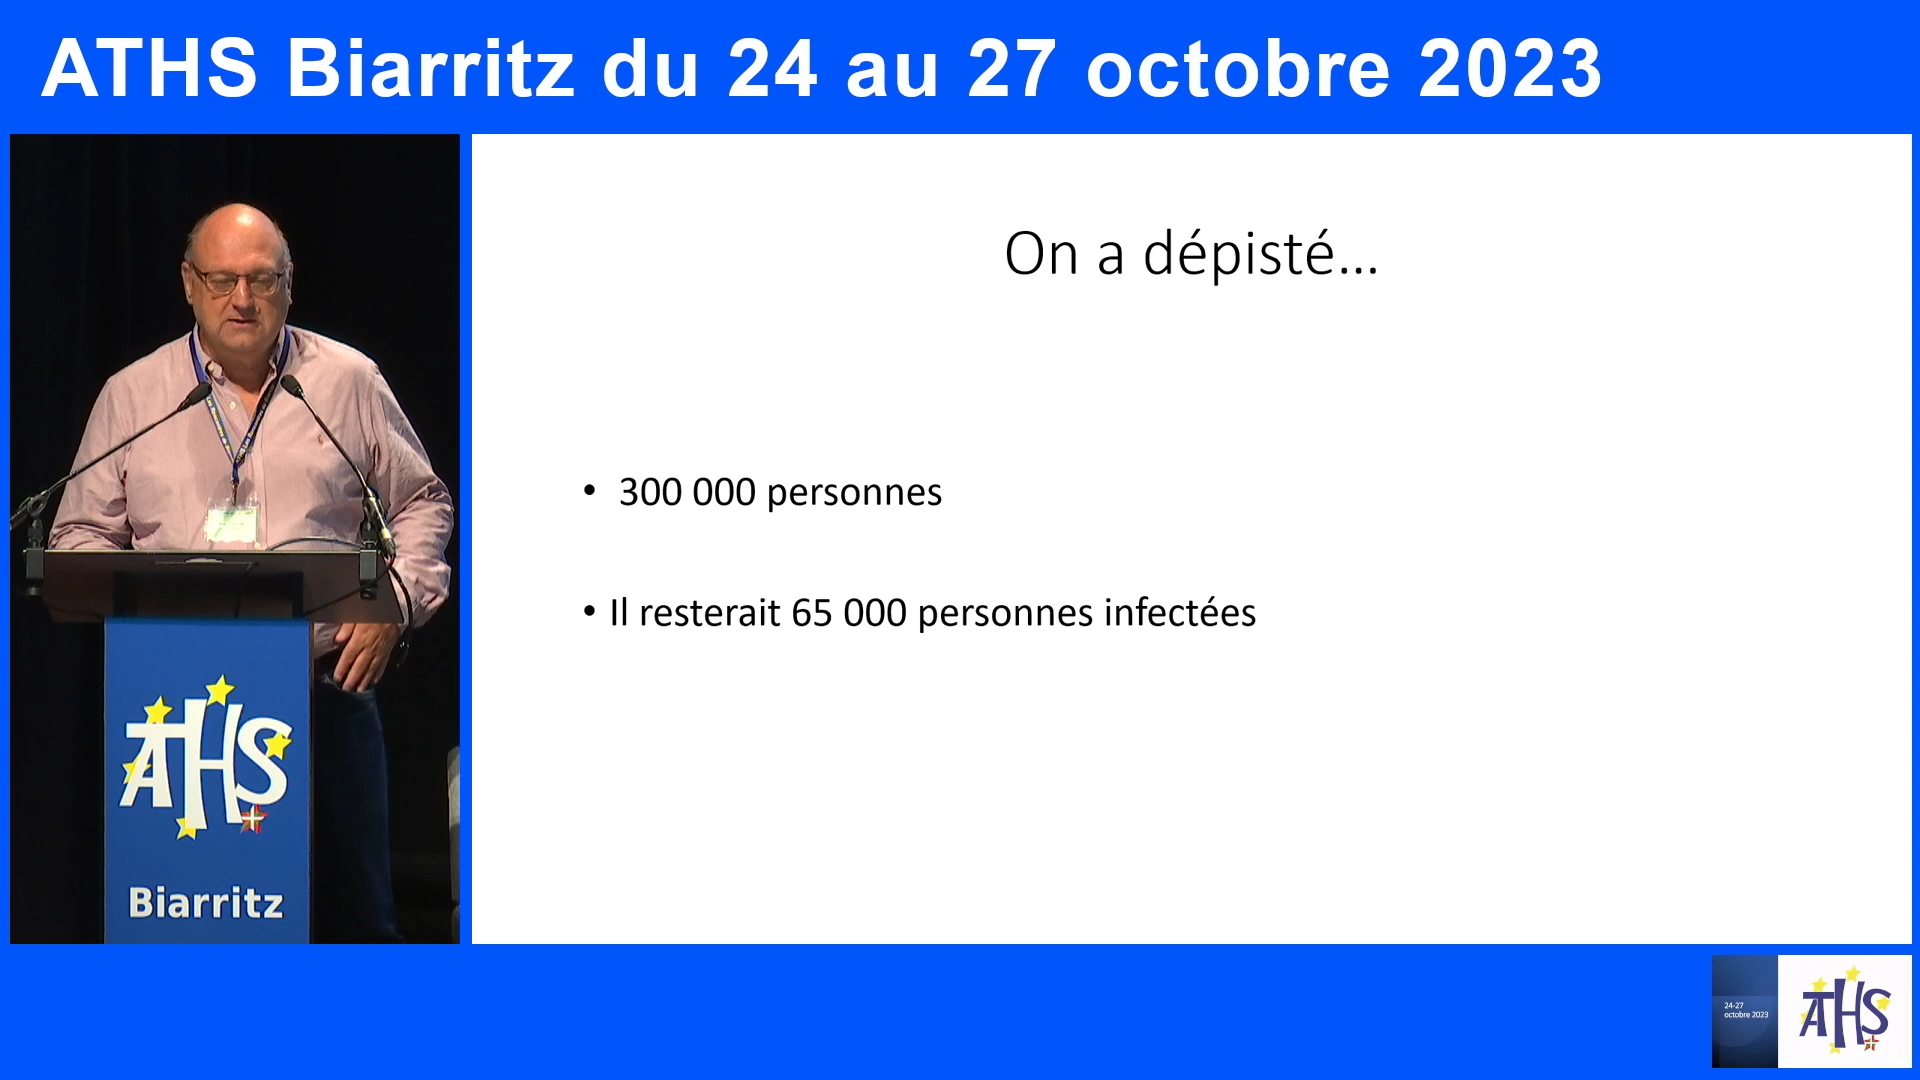 ATHS Biarritz du 24 au 27 octobre 2023
On a dépisté...
• 300 000 personnes
• Il resterait 65 000 personnes infectées
ATHS
Biarritz
24-27
octobre 2023
ATHS